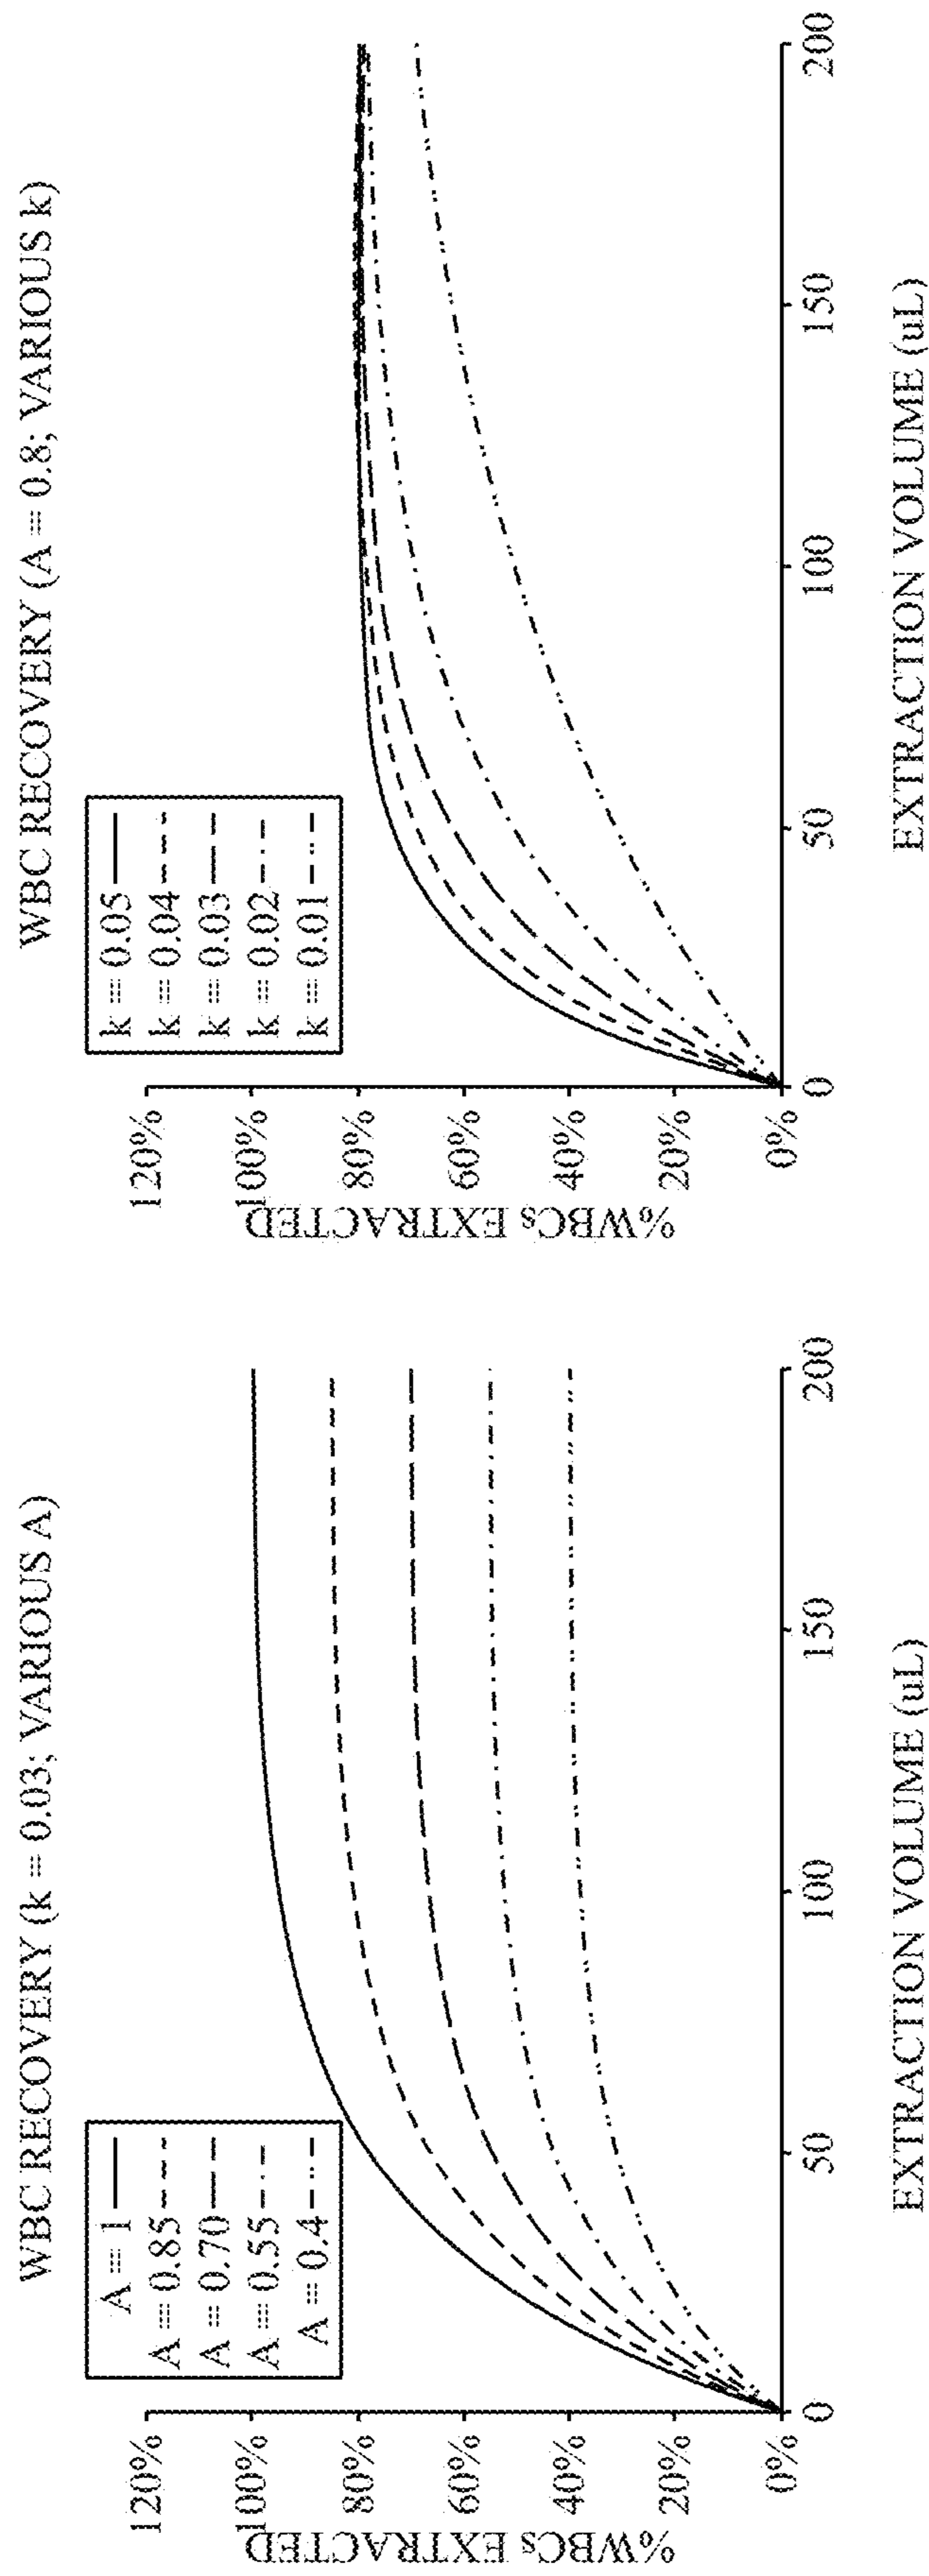 WBC RECOVERY (k = 0.03; VARIOUS A)
120%
100%
80%
60%
40%
20%
0%
%WBCs EXTRACTED
A = 1
A = 0.85
A = 0.70
A = 0.55
A = 0.4
0
50
100
150
200
EXTRACTION VOLUME (uL)
WBC RECOVERY (A = 0.8; VARIOUS k)
120%
100%
80%
60%
40%
20%
0%
%WBCs EXTRACTED
k = 0.05
k = 0.04
k = 0.03
k = 0.02
k = 0.01
0
50
100
150
200
EXTRACTION VOLUME (uL)